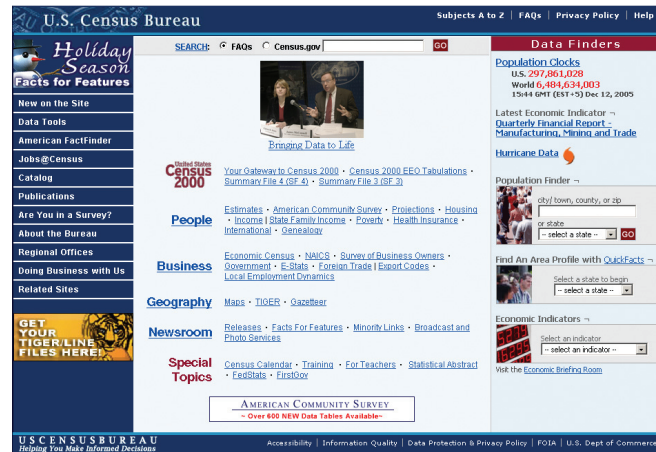 U.S. Census Bureau
Subjects A to Z | FAQs | Privacy Policy | Help
Holiday
Season
Facts for Features
New on the Site
Data Tools
American FactFinder
Jobs@Census
Catalog
Publications
Are You in a Survey?
About the Bureau
Regional Offices
Doing Business with Us
Related Sites
GET
YOUR
TIGER/LINE
FILES HERE!
SEARCH: FAQs Census.gov GO
Bringing Data to Life
United States
Census
2000
Your Gateway to Census 2000 · Census 2000 EEO Tabulations ·
Summary File 4 (SF 4) · Summary File 3 (SF 3)
People
Estimates · American Community Survey · Projections · Housing
· Income | State Family Income · Poverty · Health Insurance ·
International · Genealogy
Business
Economic Census · NAICS · Survey of Business Owners ·
Government · E-Stats · Foreign Trade | Export Codes ·
Local Employment Dynamics
Geography
Maps · TIGER · Gazetteer
Newsroom
Releases · Facts For Features · Minority Links · Broadcast and
Photo Services
Special
Topics
Census Calendar · Training · For Teachers · Statistical Abstract
· FedStats · FirstGov
AMERICAN COMMUNITY SURVEY
~ Over 600 NEW Data Tables Available~
Data Finders
Population Clocks
U.S. 297,861,028
World 6,484,634,003
15:44 GMT (EST+5) Dec 12, 2005
Latest Economic Indicator ¬
Quarterly Financial Report -
Manufacturing, Mining and Trade
Hurricane Data
Population Finder ¬
city/ town, county, or zip
or state
-- select a state -- GO
Find An Area Profile with QuickFacts ¬
Select a state to begin
-- select a state --
Economic Indicators ¬
Select an indicator
-- select an indicator --
Visit the Economic Briefing Room
USCENSUSBUREAU
Helping You Make Informed Decisions
Accessibility | Information Quality | Data Protection & Privacy Policy | FOIA | U.S. Dept of Commerce